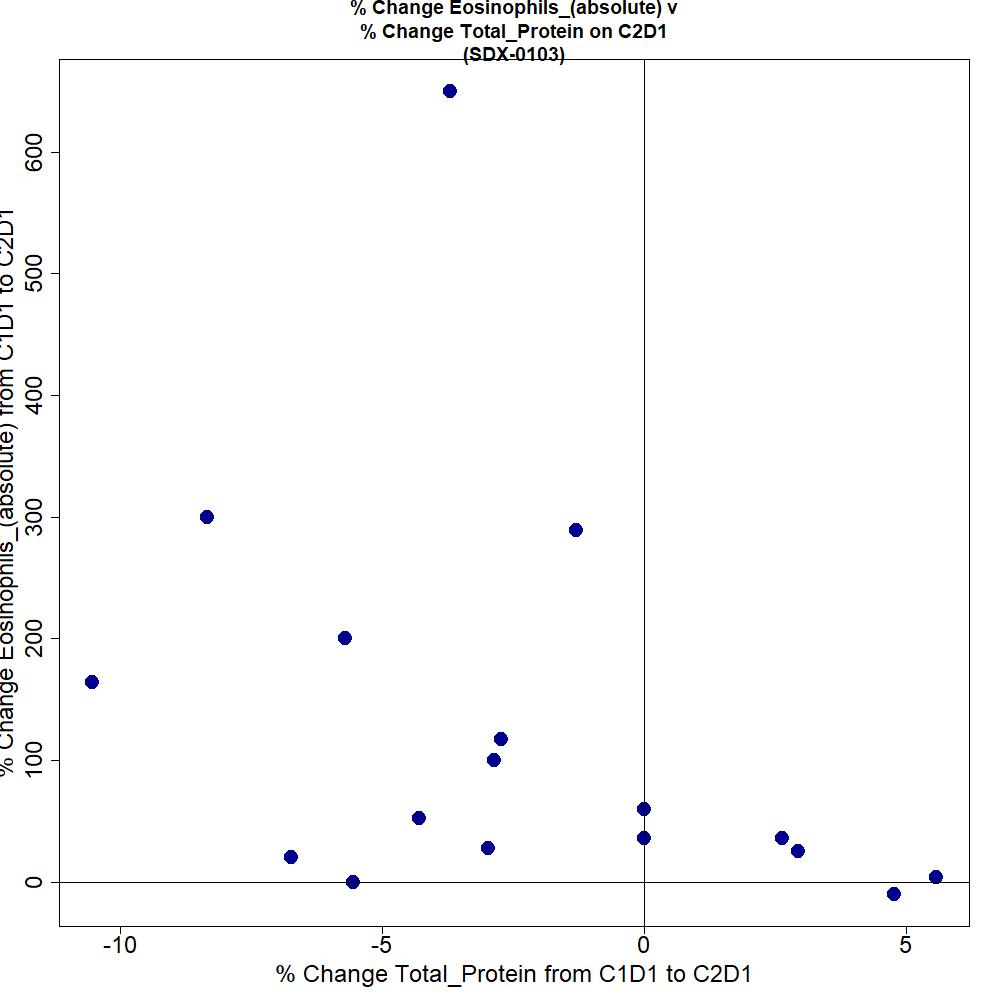 % Change Eosinophils_(absolute) v
% Change Total_Protein on C2D1
(SDX-0103)
% Change Eosinophils_(absolute) from C1D1 to C2D1
600
500
400
300
200
100
0
-10
-5
0
5
% Change Total_Protein from C1D1 to C2D1